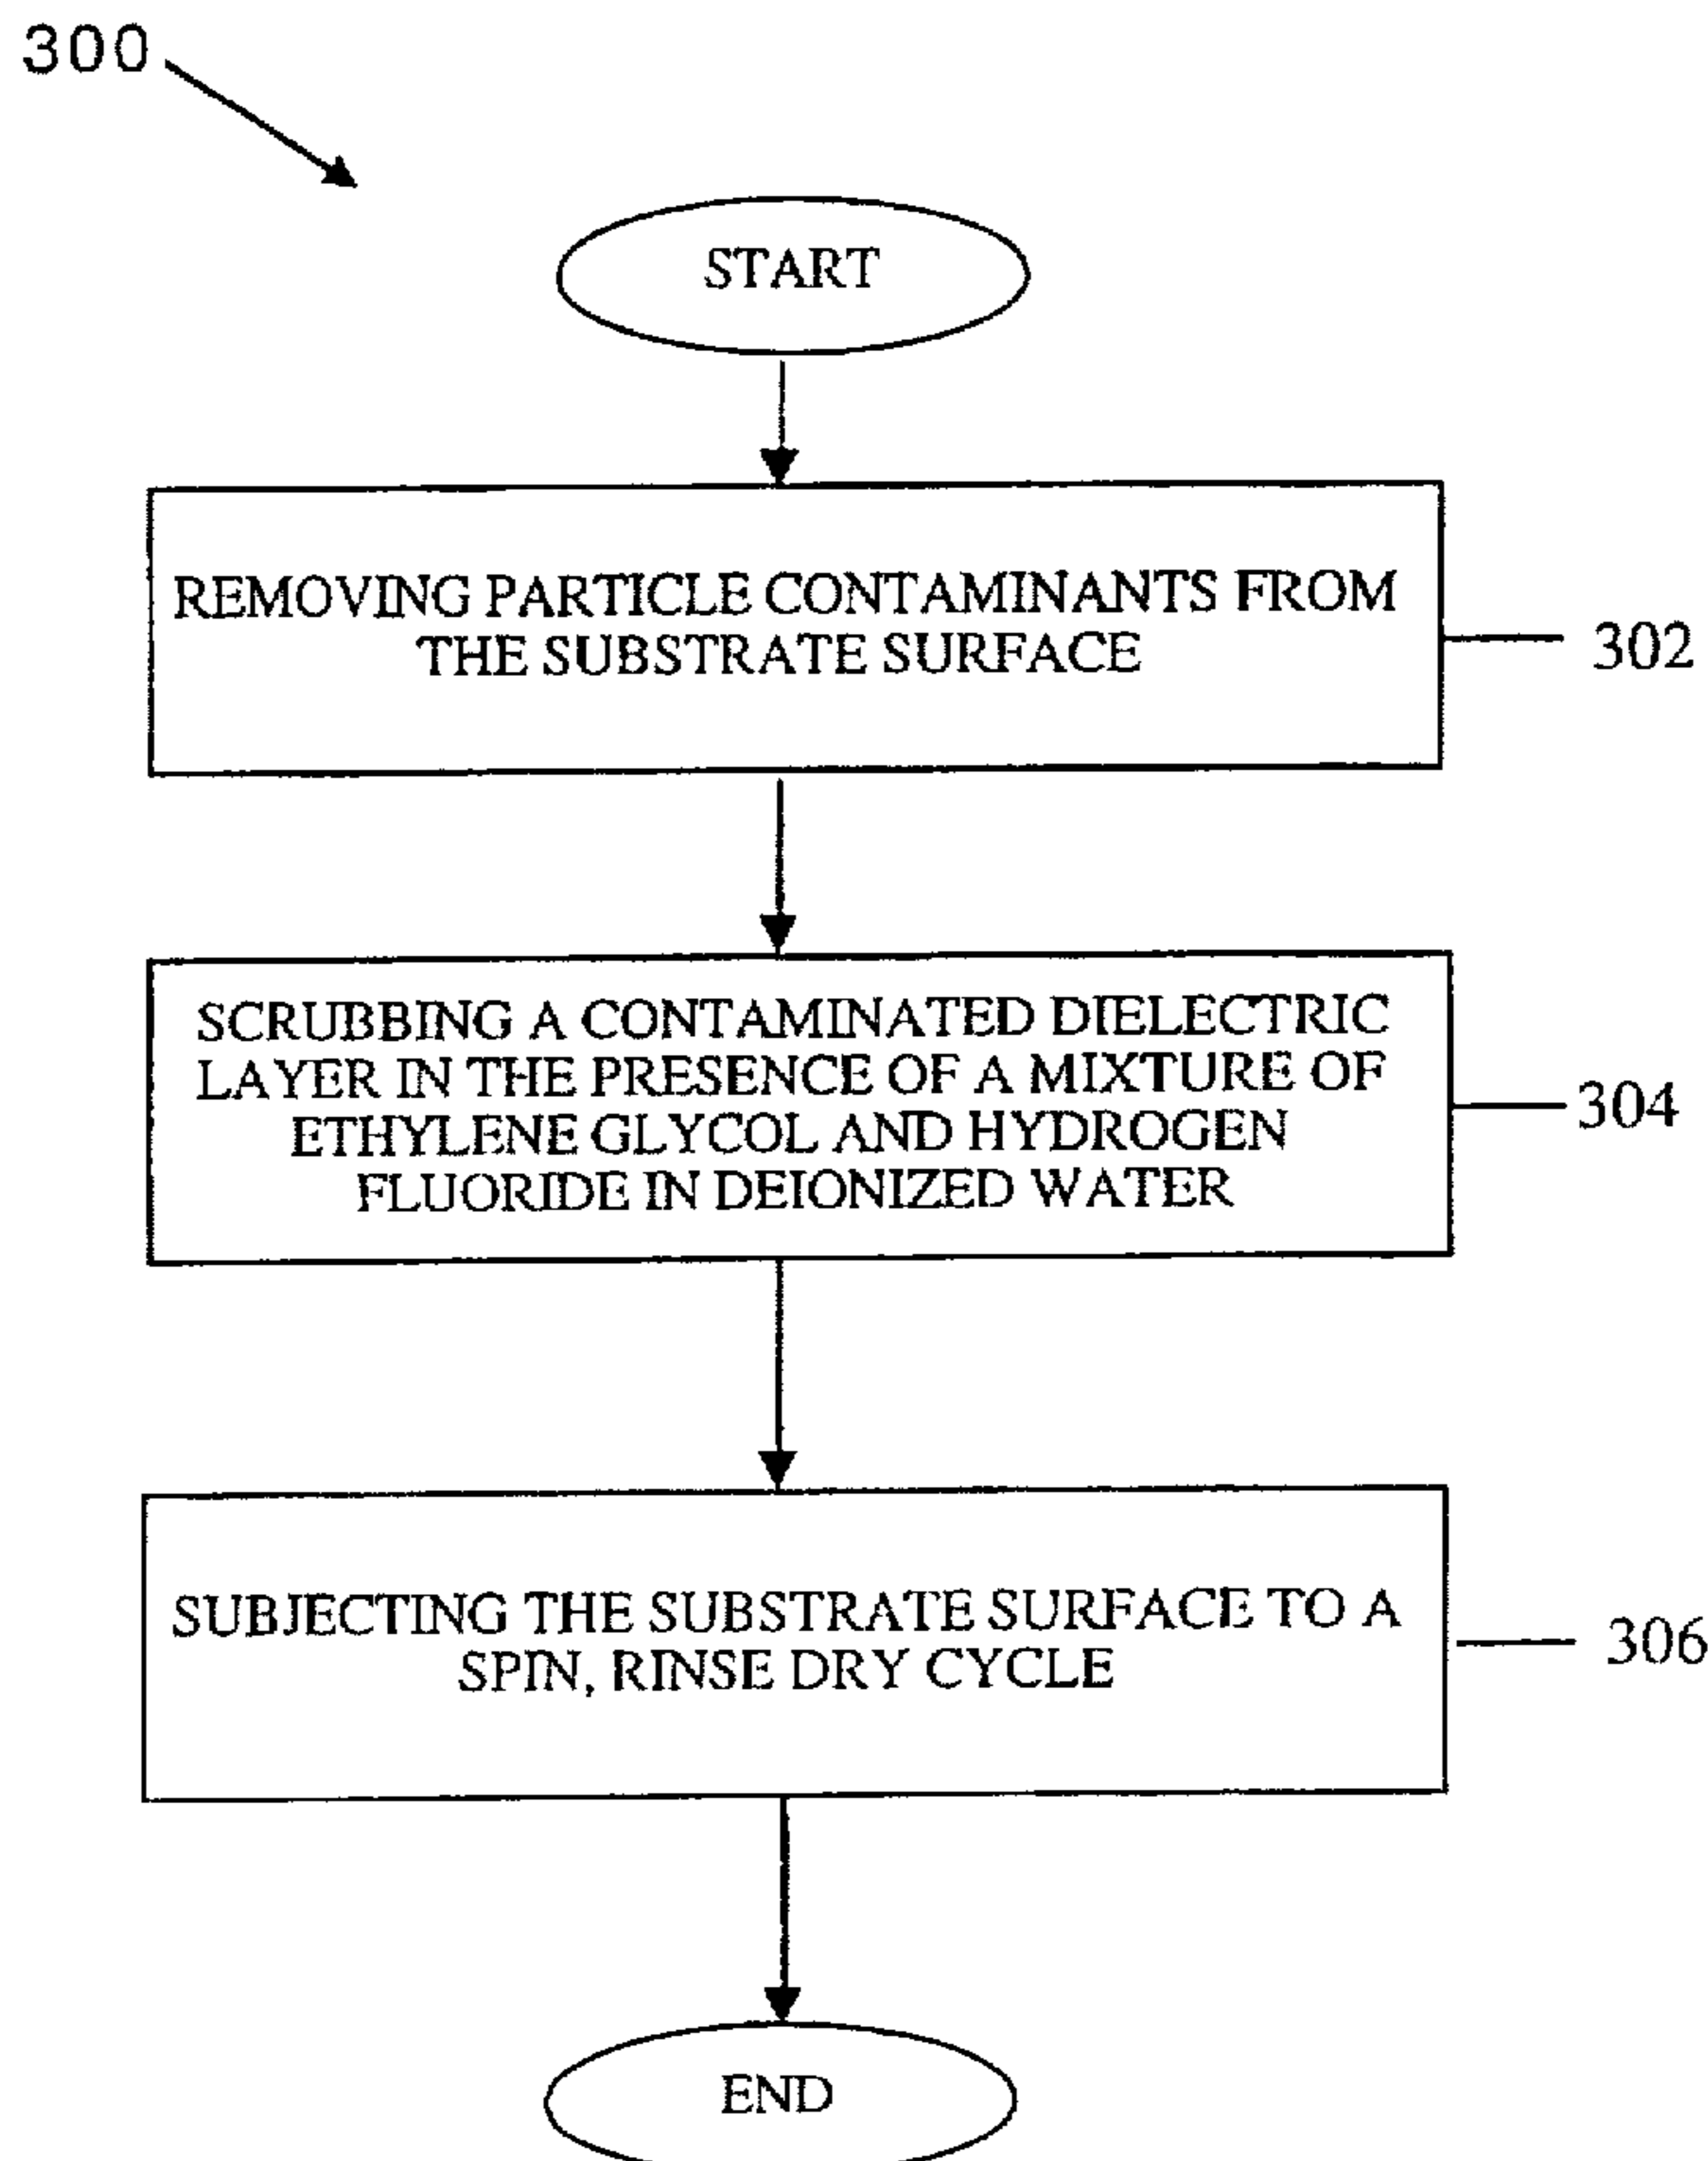 300
START
REMOVING PARTICLE CONTAMINANTS FROM
THE SUBSTRATE SURFACE
302
SCRUBBING A CONTAMINATED DIELECTRIC
LAYER IN THE PRESENCE OF A MIXTURE OF
ETHYLENE GLYCOL AND HYDROGEN
FLUORIDE IN DEIONIZED WATER
304
SUBJECTING THE SUBSTRATE SURFACE TO A
SPIN, RINSE DRY CYCLE
306
END